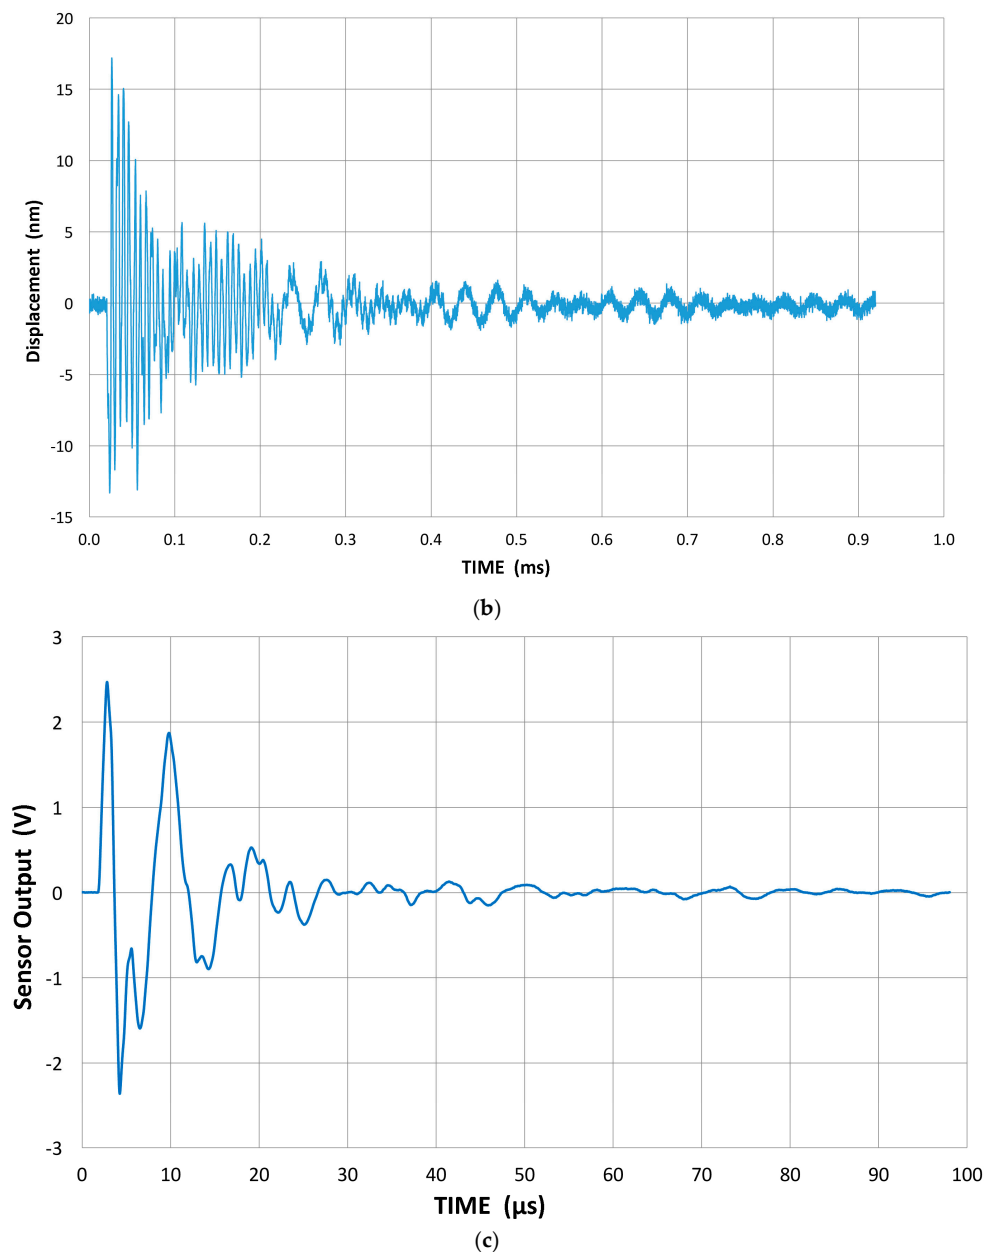 20
15
10
5
0
-5
-10
-15
Displacement (nm)
0.0 0.1 0.2 0.3 0.4 0.5 0.6 0.7 0.8 0.9 1.0
TIME (ms)
(b)
3
2
1
0
-1
-2
-3
Sensor Output (V)
0 10 20 30 40 50 60 70 80 90 100
TIME (μs)
(c)